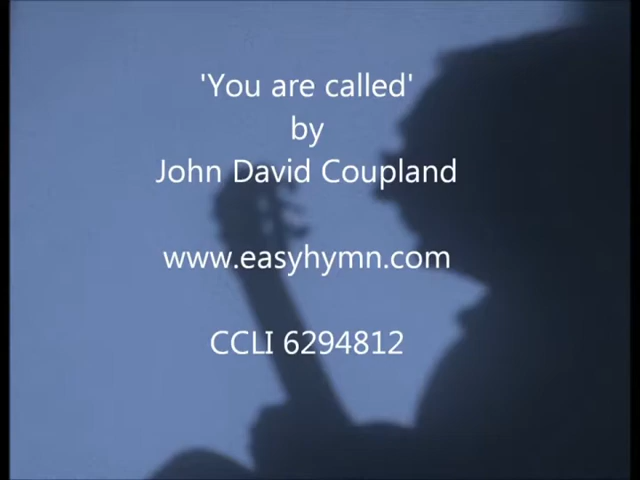 'You are called'
by
John David Coupland
www.easyhymn.com
CCLI 6294812